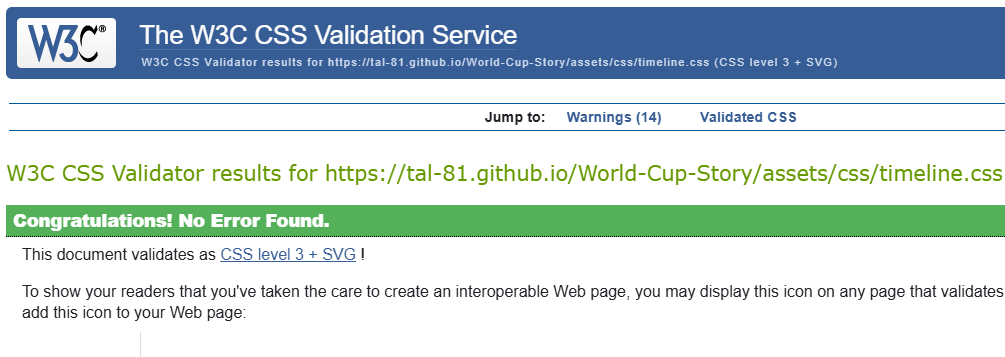 W3C®
The W3C CSS Validation Service
W3C CSS Validator results for https://tal-81.github.io/World-Cup-Story/assets/css/timeline.css (CSS level 3 + SVG)
Jump to: Warnings (14) Validated CSS
W3C CSS Validator results for https://tal-81.github.io/World-Cup-Story/assets/css/timeline.css
Congratulations! No Error Found.
This document validates as CSS level 3 + SVG !
To show your readers that you've taken the care to create an interoperable Web page, you may display this icon on any page that validates
add this icon to your Web page: